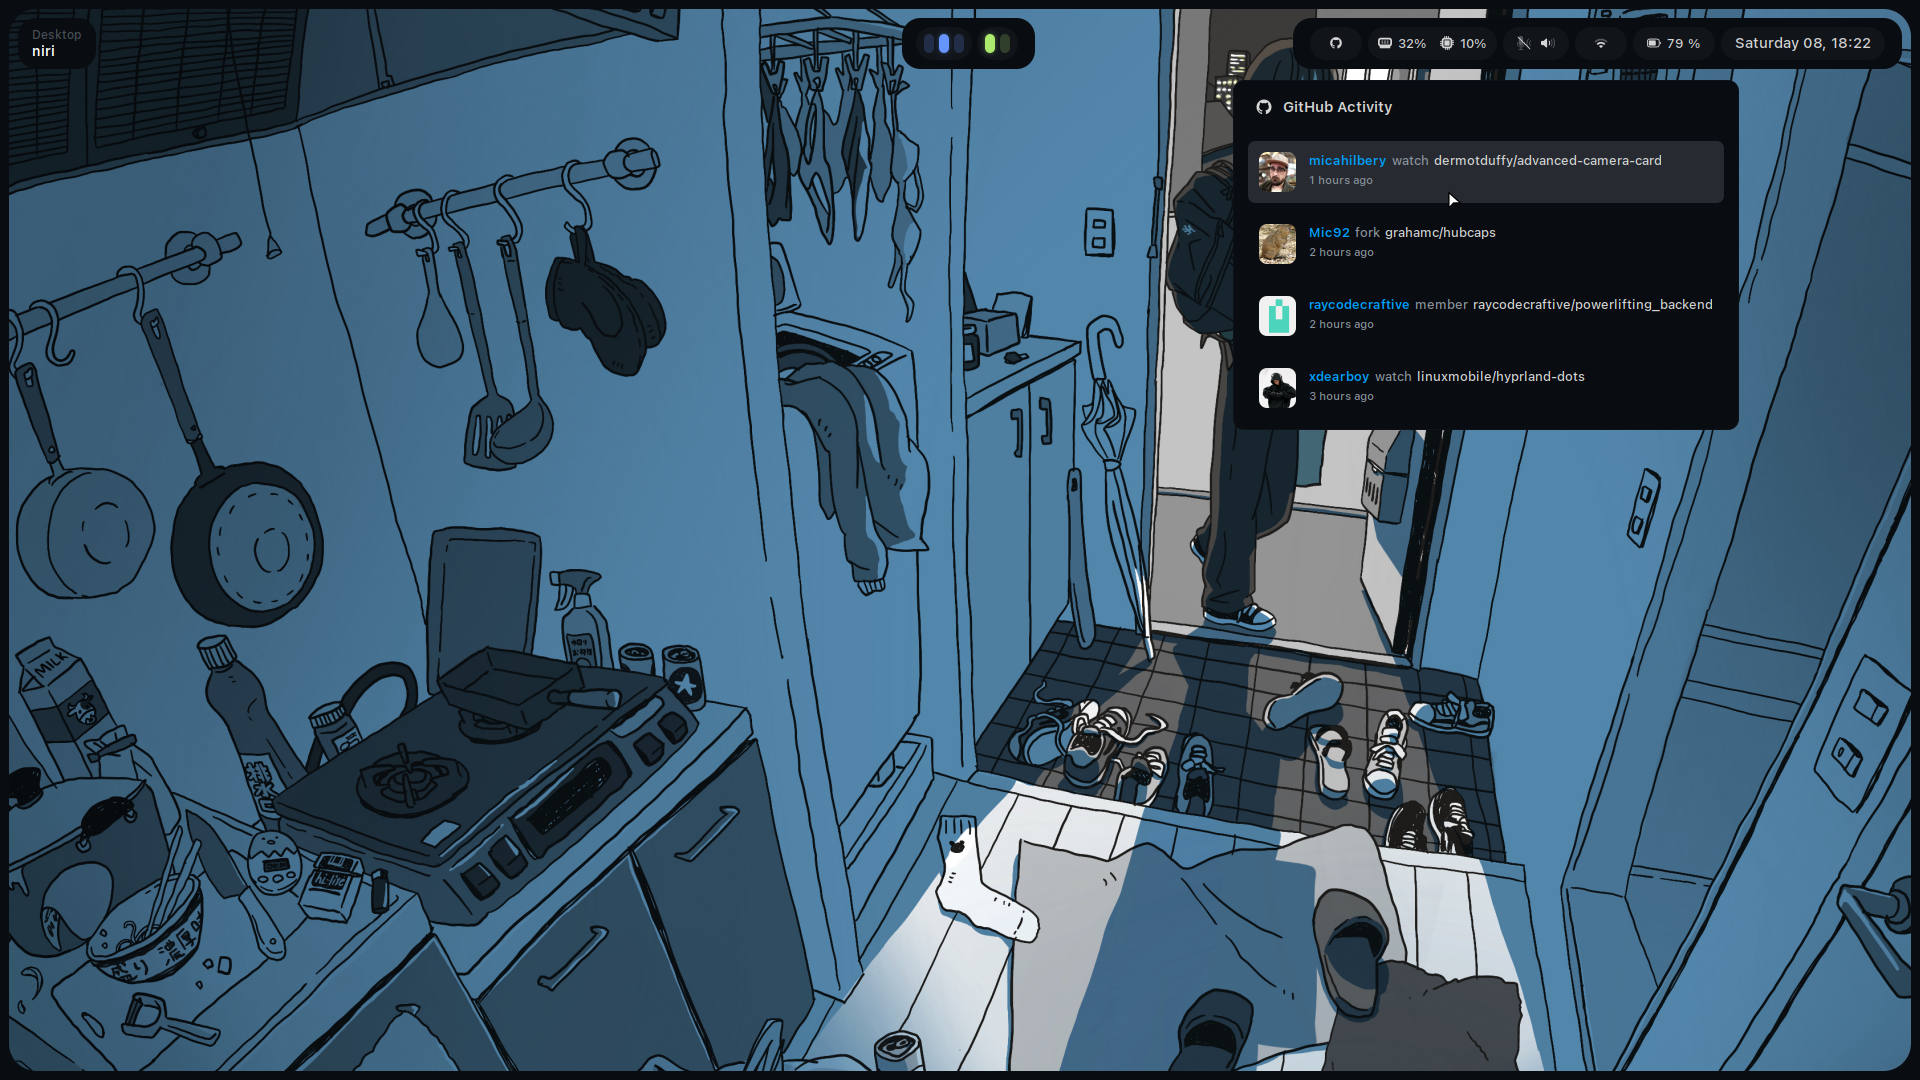 Desktop
niri
32%
10%
79 %
Saturday 08, 18:22
GitHub Activity
micahilbery watch dermotduffy/advanced-camera-card
1 hours ago
Mic92 fork grahamc/hubcaps
2 hours ago
raycodecraftive member raycodecraftive/powerlifting_backend
2 hours ago
xdearboy watch linuxmobile/hyprland-dots
3 hours ago
MILK
hi-lite